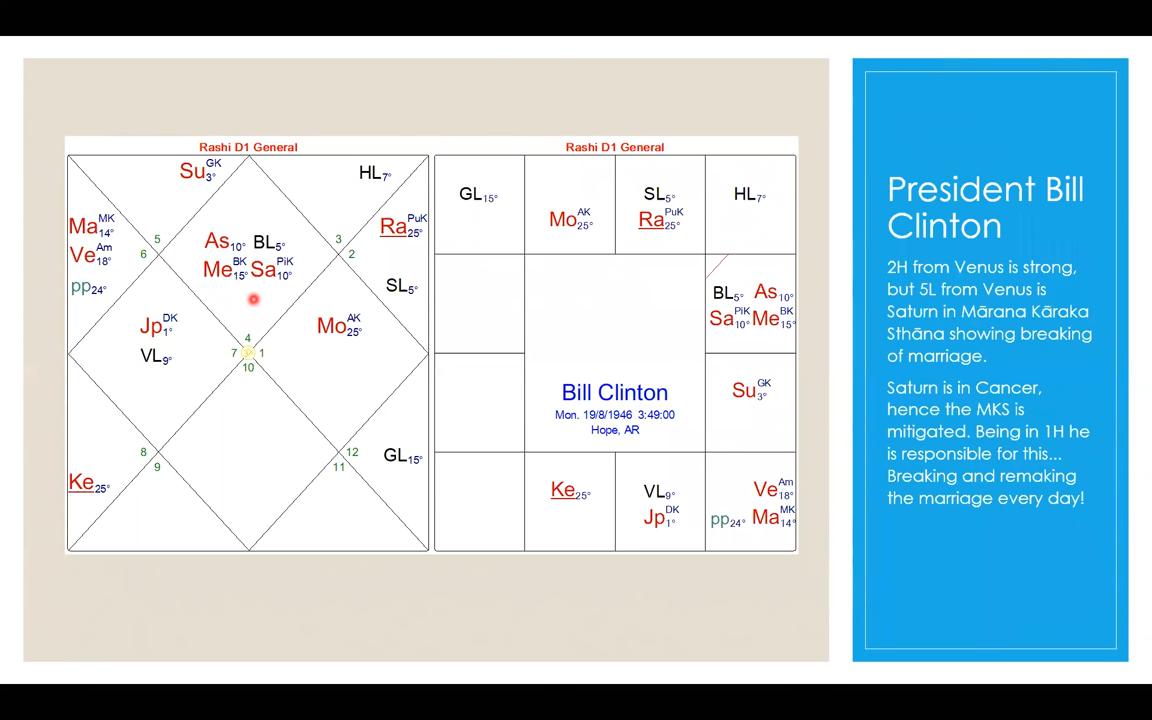 Rashi D1 General
Su GK 3°
HL 7°
Ma MK 14°
Ra PuK 25°
As 10° BL 5°
5
3
Ve Am 18°
6
2
Me BK 15° Sa PiK 10°
pp 24°
SL 5°
Jp DK 1°
Mo AK 25°
VL 9°
4
7
1
10
8
12
GL 15°
9
11
Ke 25°
Rashi D1 General
GL 15°
Mo AK 25°
SL 5°
Ra PuK 25°
HL 7°
BL 5° As 10°
Sa PiK 10° Me BK 15°
Su GK 3°
Bill Clinton
Mon. 19/8/1946 3:49:00
Hope, AR
Ke 25°
VL 9°
Jp DK 1°
Ve Am 18°
pp 24° Ma MK 14°
President Bill
Clinton
2H from Venus is strong,
but 5L from Venus is
Saturn in Mārana Kāraka
Sthāna showing breaking
of marriage.
Saturn is in Cancer,
hence the MKS is
mitigated. Being in 1H he
is responsible for this...
Breaking and remaking
the marriage every day!